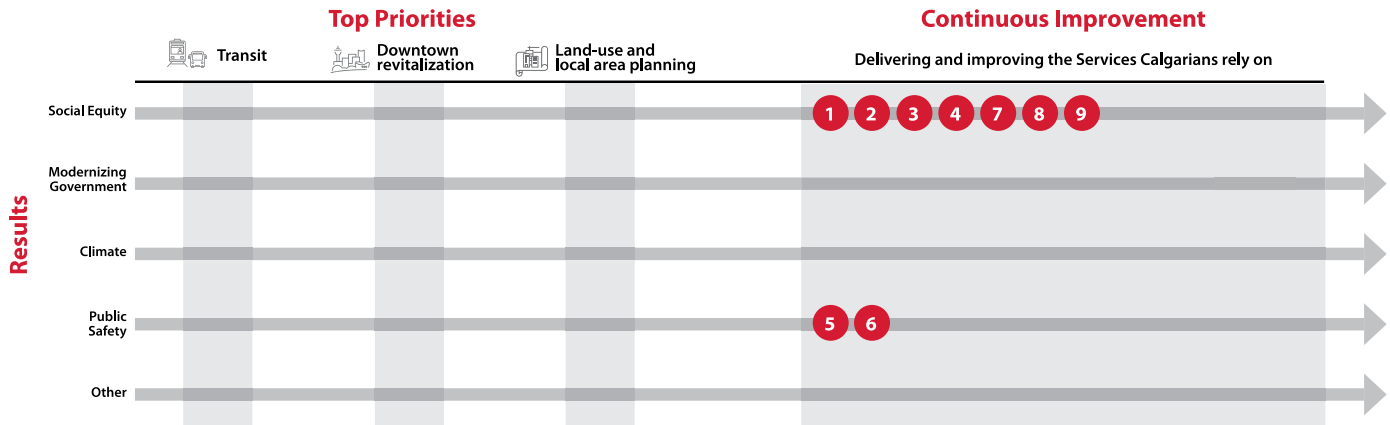 Top Priorities
Continuous Improvement
Transit
Downtown
revitalization
Land-use and
local area planning
Delivering and improving the Services Calgarians rely on
Results
Social Equity
1 2 3 4 7 8 9
Modernizing
Government
Climate
Public
Safety
5 6
Other